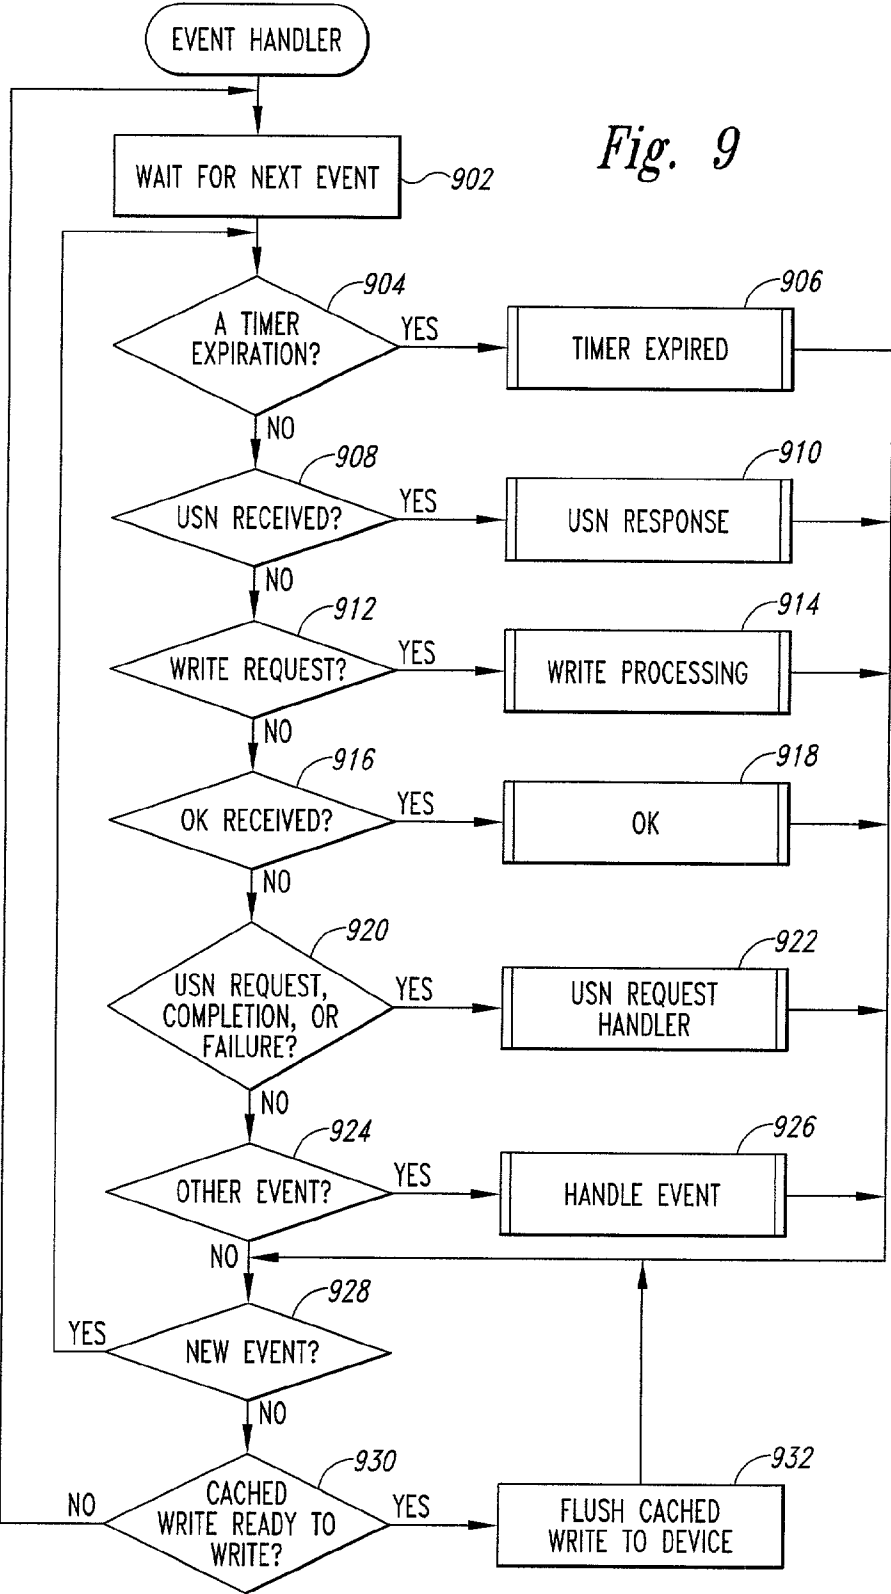 EVENT HANDLER
Fig. 9
WAIT FOR NEXT EVENT
902
904
A TIMER
EXPIRATION?
YES
906
TIMER EXPIRED
NO
908
USN RECEIVED?
YES
910
USN RESPONSE
NO
912
WRITE REQUEST?
YES
914
WRITE PROCESSING
NO
916
OK RECEIVED?
YES
918
OK
NO
920
USN REQUEST,
COMPLETION, OR
FAILURE?
YES
922
USN REQUEST
HANDLER
NO
924
OTHER EVENT?
YES
926
HANDLE EVENT
NO
928
YES
NEW EVENT?
NO
930
NO
CACHED
WRITE READY TO
WRITE?
YES
932
FLUSH CACHED
WRITE TO DEVICE